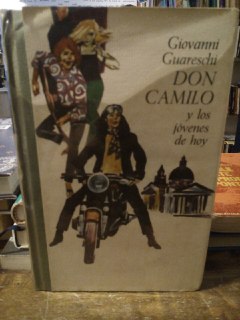 Giovanni
Guareschi
DON
CAMILO
y los
jóvenes
de hoy